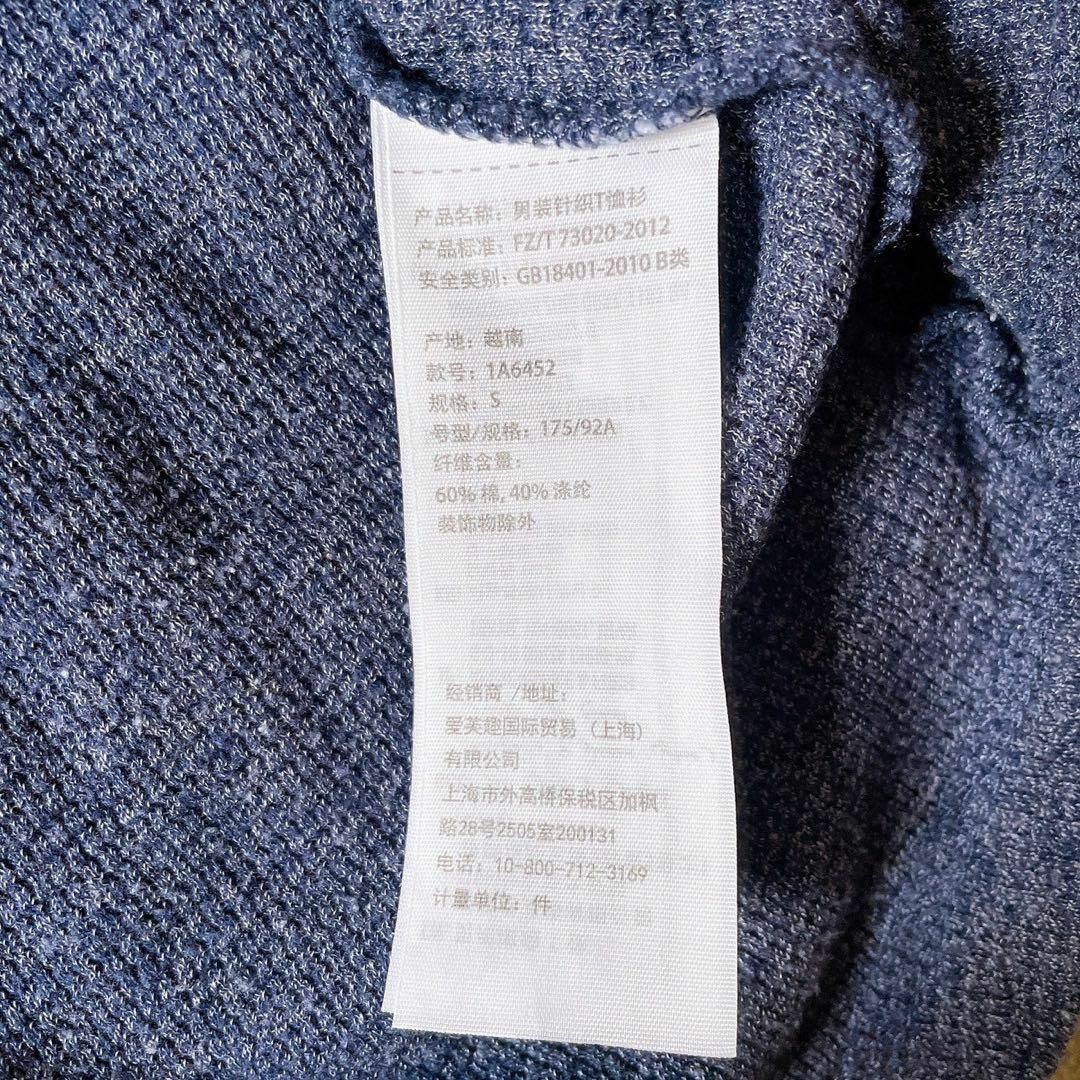 产品名称：男装针织T恤衫
产品标准：FZ/T 73020-2012
安全类别：GB18401-2010 B类
产地：越南
款号：1A6452
规格：S
号型/规格：175/92A
纤维含量：
60% 棉, 40% 涤纶
装饰物除外
经销商 /地址：
爱芙趣国际贸易（上海）
有限公司
上海市外高桥保税区加枫
路28号2505室200131
电话：10-800-712-3169
计量单位：件